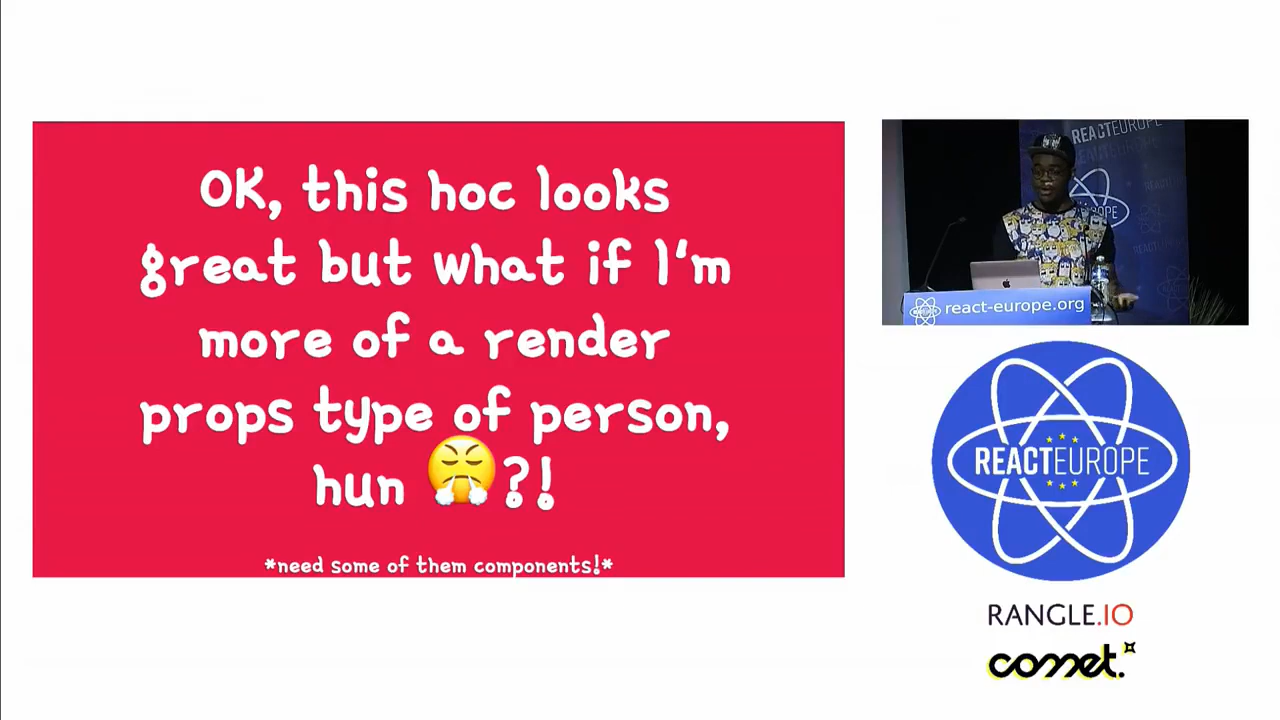 OK, this hoc looks
great but what if I'm
more of a render
props type of person,
hun 😤?!
*need some of them components!*
REACTEUROPE
REACTEUROPE
react-europe.org
REACTEUROPE
RANGLE.IO
comet.